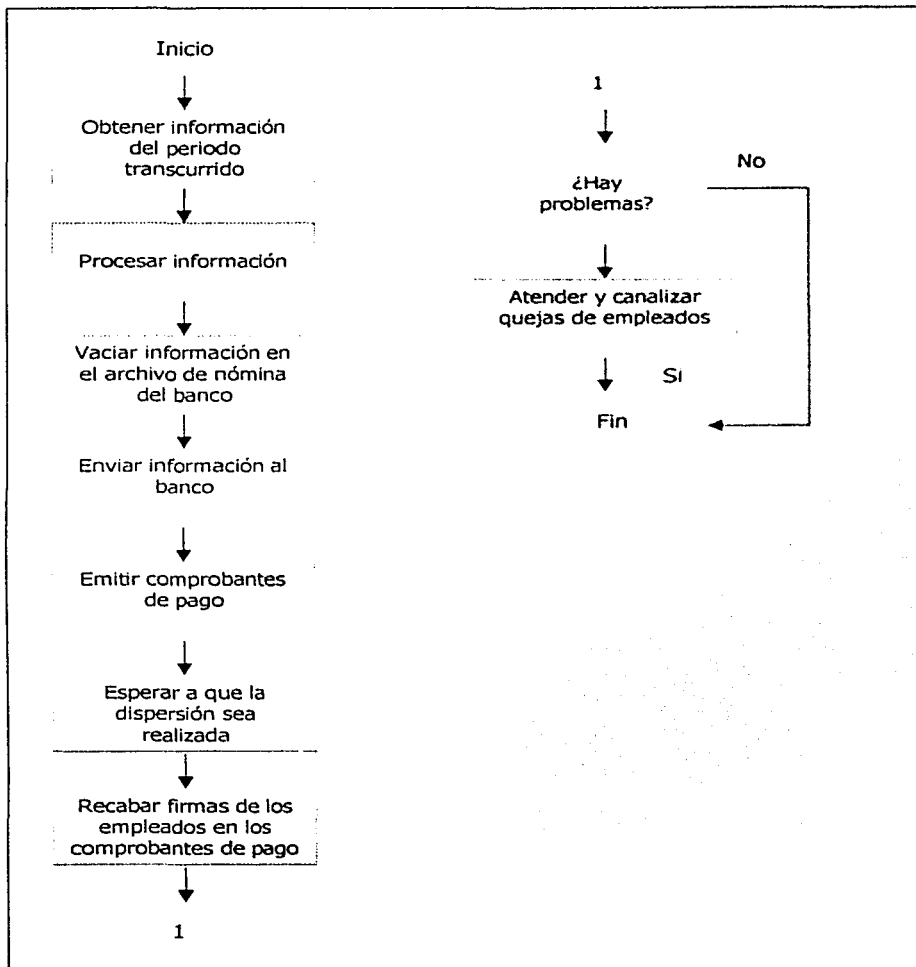 Inicio
Obtener información
del periodo
transcurrido
Procesar información
Vaciar información en
el archivo de nómina
del banco
Enviar información al
banco
Emitir comprobantes
de pago
Esperar a que la
dispersión sea
realizada
Recabar firmas de los
empleados en los
comprobantes de pago
1
1
¿Hay
problemas?
No
Atender y canalizar
quejas de empleados
Si
Fin